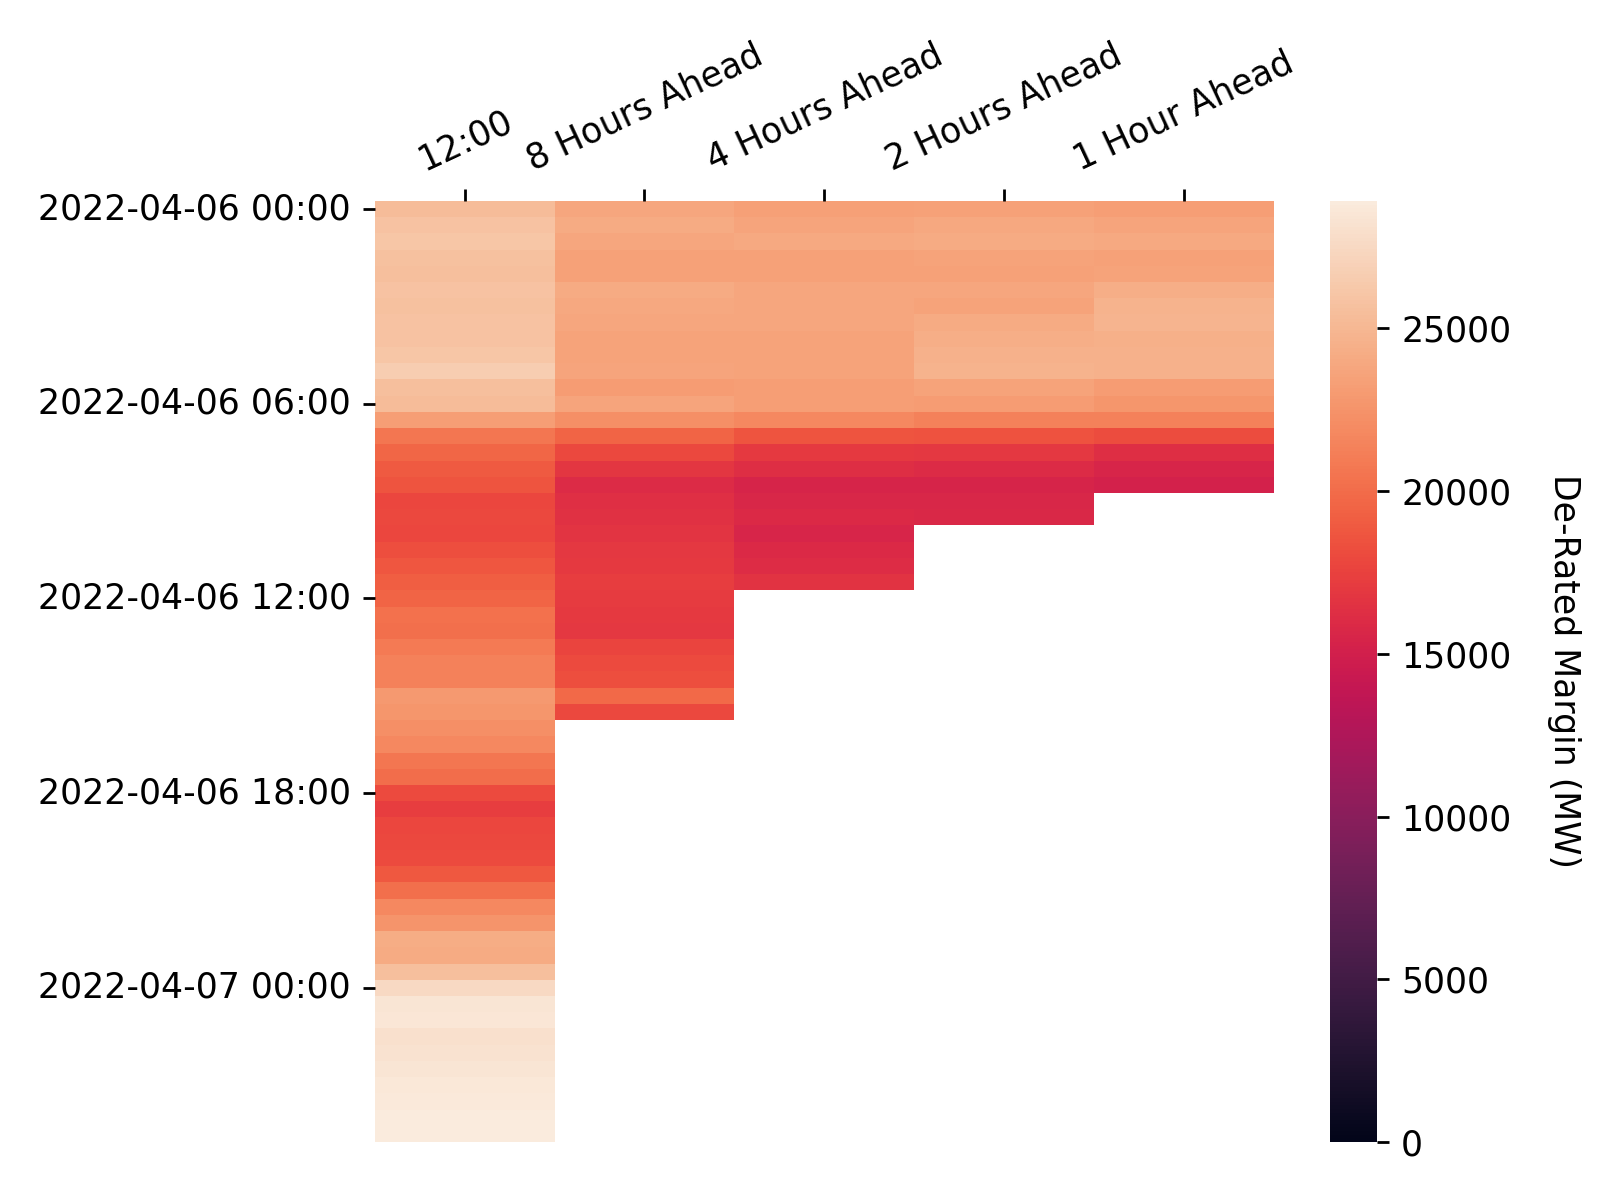 12:00
8 Hours Ahead
4 Hours Ahead
2 Hours Ahead
1 Hour Ahead
2022-04-06 00:00
2022-04-06 06:00
2022-04-06 12:00
2022-04-06 18:00
2022-04-07 00:00
25000
20000
15000
10000
5000
0
De-Rated Margin (MW)